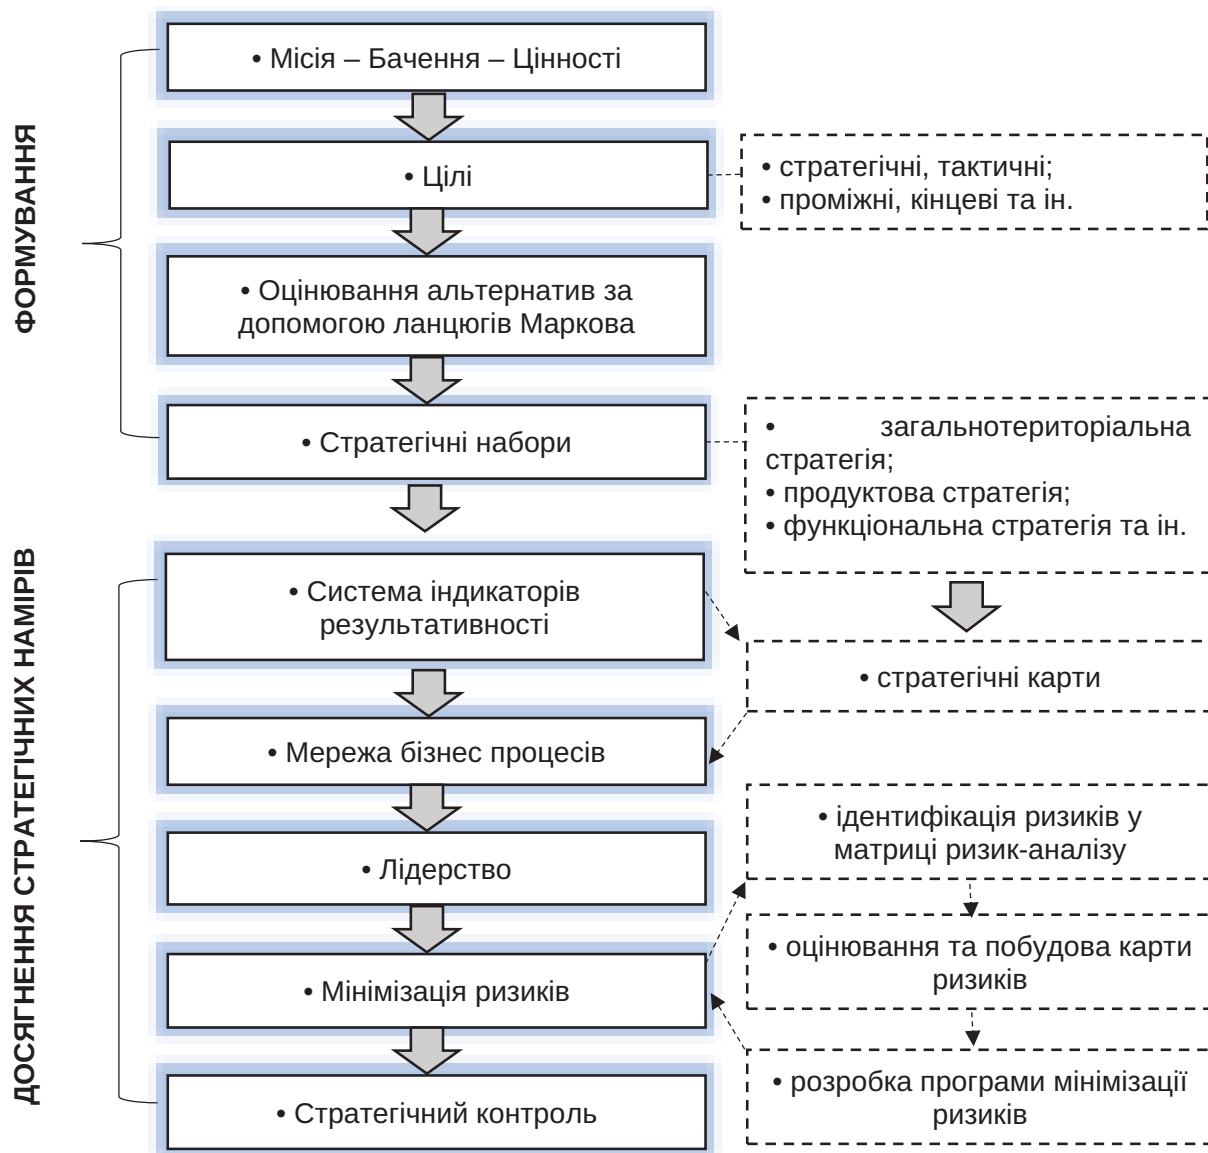 ФОРМУВАННЯ
• Місія – Бачення – Цінності
• Цілі
• стратегічні, тактичні;
• проміжні, кінцеві та ін.
• Оцінювання альтернатив за
допомогою ланцюгів Маркова
• Стратегічні набори
• загальнотериторіальна
стратегія;
• продуктова стратегія;
• функціональна стратегія та ін.
ДОСЯГНЕННЯ СТРАТЕГІЧНИХ НАМІРІВ
• Система індикаторів
результативності
• стратегічні карти
• Мережа бізнес процесів
• Лідерство
• ідентифікація ризиків у
матриці ризик-аналізу
• Мінімізація ризиків
• оцінювання та побудова карти
ризиків
• розробка програми мінімізації
ризиків
• Стратегічний контроль